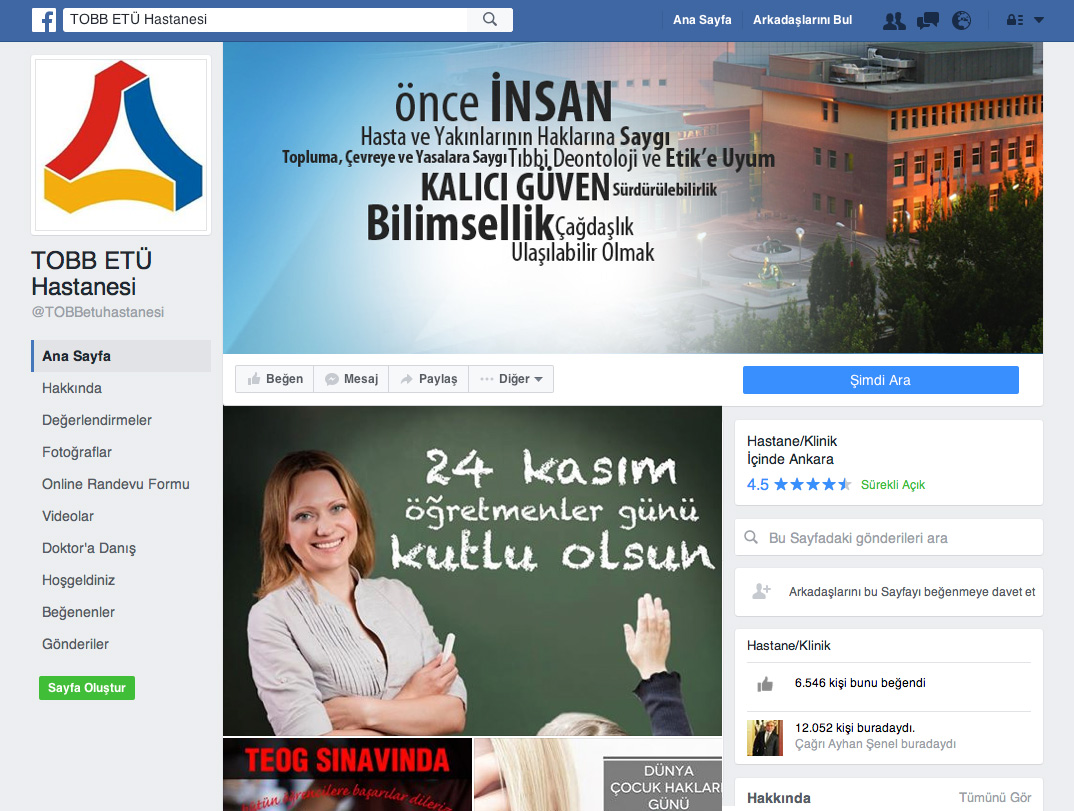 TOBB ETÜ Hastanesi
Ana Sayfa
Arkadaşlarını Bul
TOBB ETÜ
Hastanesi
@TOBBetuhastanesi
Ana Sayfa
Hakkında
Değerlendirmeler
Fotoğraflar
Online Randevu Formu
Videolar
Doktor'a Danış
Hoşgeldiniz
Beğenenler
Gönderiler
Sayfa Oluştur
önce İNSAN
Hasta ve Yakınlarının Haklarına Saygı
Topluma, Çevreye ve Yasalara Saygı Tıbbi Deontoloji ve Etik'e Uyum
KALICI GÜVEN Sürdürülebilirlik
Bilimsellik Çağdaşlık
Ulaşılabilir Olmak
Beğen
Mesaj
Paylaş
Diğer
Şimdi Ara
24 kasım
öğretmenler günü
kutlu olsun
TEOG SINAVINDA
bütün öğrencilere başarılar dileriz
DÜNYA
ÇOCUK HAKLARI
GÜNÜ
Hastane/Klinik
İçinde Ankara
4.5
Sürekli Açık
Bu Sayfadaki gönderileri ara
Arkadaşlarını bu Sayfayı beğenmeye davet et
Hastane/Klinik
6.546 kişi bunu beğendi
12.052 kişi buradaydı.
Çağrı Ayhan Şenel buradaydı
Hakkında
Tümünü Gör